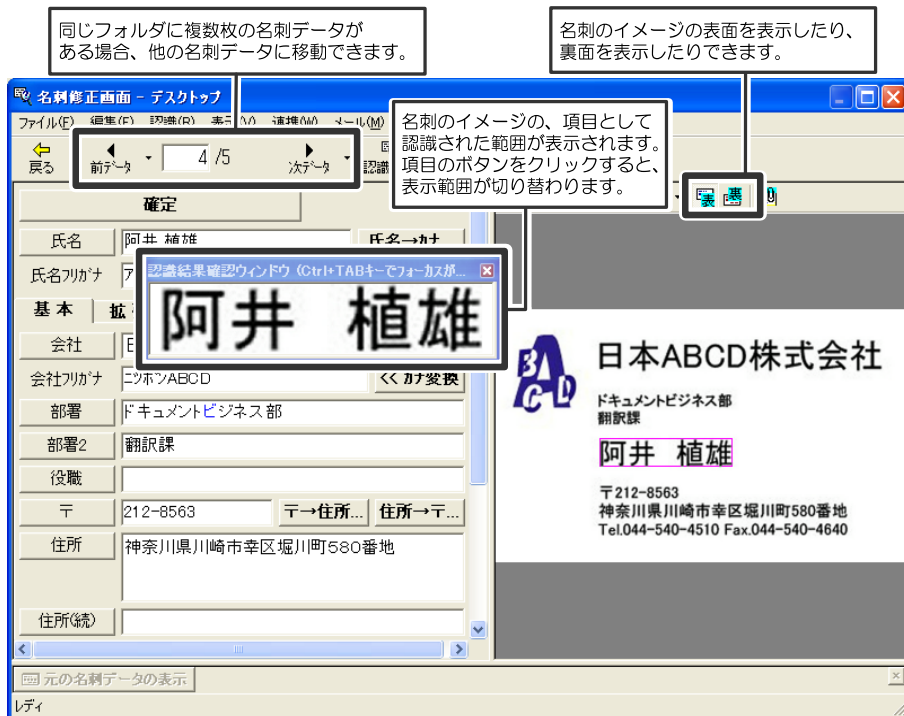 同じフォルダに複数枚の名刺データが
ある場合、他の名刺データに移動できます。
名刺のイメージの表面を表示したり、
裏面を表示したりできます。
名刺修正画面 - デスクトップ
ファイル(F) 編集(E) 認識(R) 表示(V) 連携(W) メール(M)
名刺のイメージの、項目として
認識された範囲が表示されます。
項目のボタンをクリックすると、
表示範囲が切り替わります。
戻る 前データ 4 /5 次データ 認識
表 裏
確定
氏名 阿井 植雄 氏名→カナ
氏名フリガナ ア
認識結果確認ウィンドウ (Ctrl+TABキーでフォーカスが...
阿井 植雄
基本
会社
会社フリガナ ニッポンABCD <<カナ変換
部署 ドキュメントビジネス部
部署2 翻訳課
役職
〒 212-8563 〒→住所... 住所→〒...
住所 神奈川県川崎市幸区堀川町580番地
住所(続)
BA
C-D
日本ABCD株式会社
ドキュメントビジネス部
翻訳課
阿井 植雄
〒212-8563
神奈川県川崎市幸区堀川町580番地
Tel.044-540-4510 Fax.044-540-4640
元の名刺データの表示
レディ